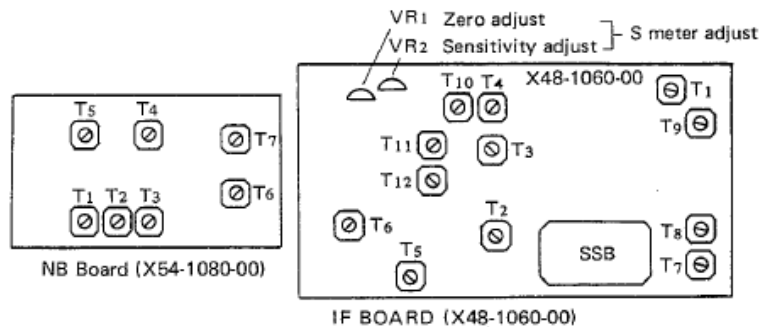 VR1 Zero adjust
VR2 Sensitivity adjust
S meter adjust
X48-1060-00
T10 T4
T1
T9
T11
T3
T12
T2
T6
T5
SSB
T8
T7
IF BOARD (X48-1060-00)
T5 T4
T7
T6
T1 T2 T3
NB Board (X54-1080-00)